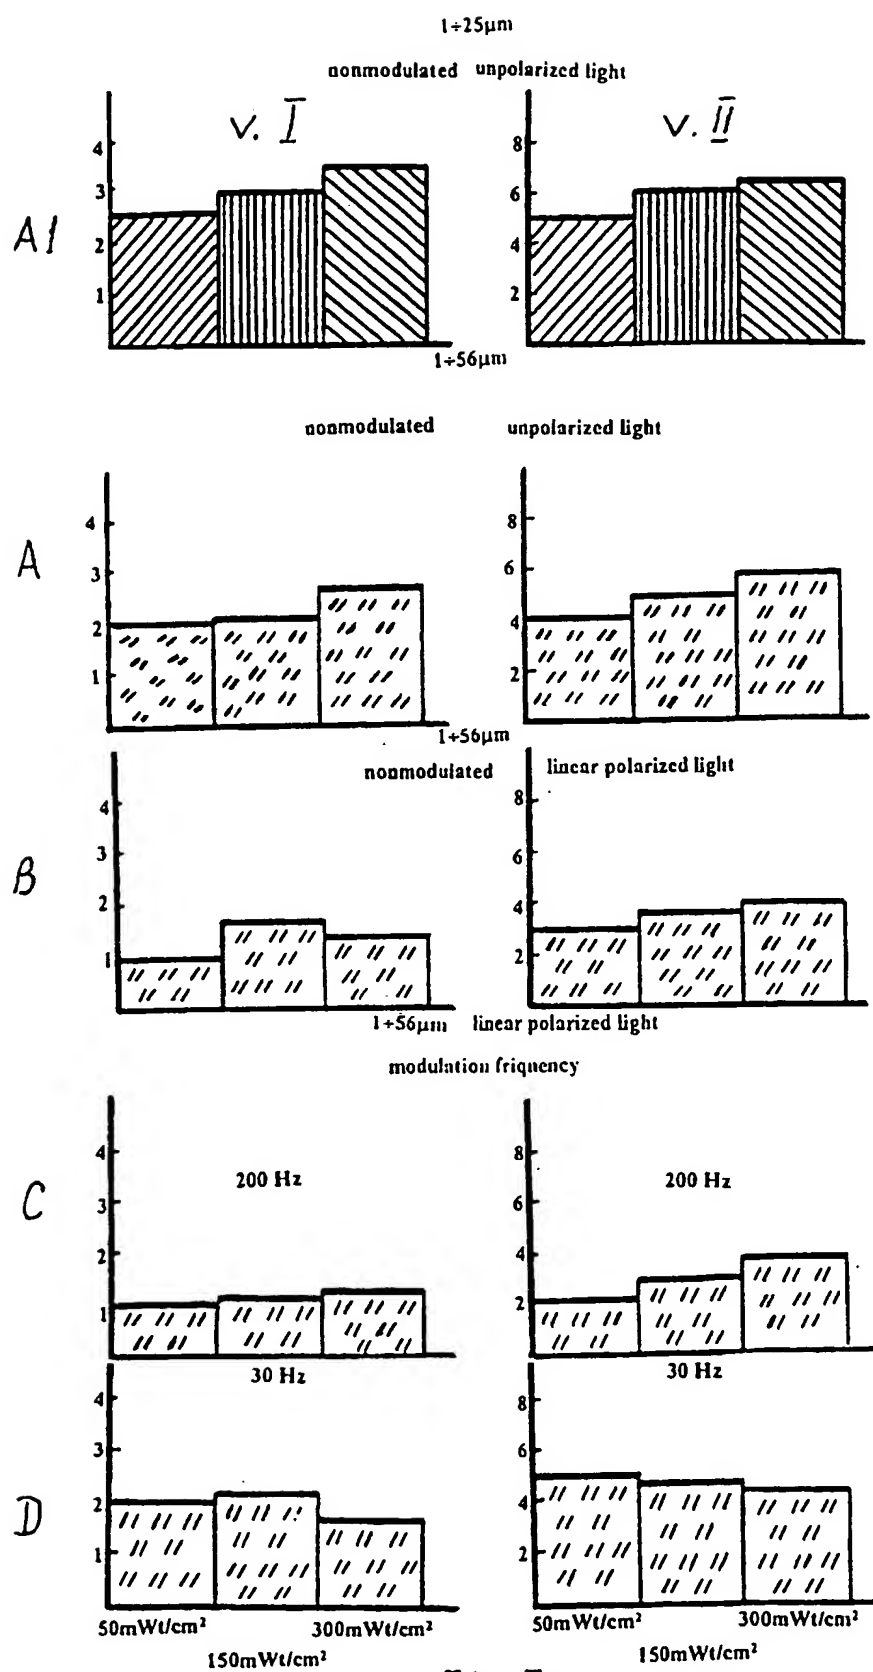 1÷25μm
nonmodulated unpolarized light
v. I
v. II
A1
4
3
2
1
8
6
4
2
1÷56μm
nonmodulated unpolarized light
A
4
3
2
1
8
6
4
2
1÷56μm
nonmodulated linear polarized light
B
4
3
2
1
8
6
4
2
1÷56μm linear polarized light
modulation friquency
C
200 Hz
200 Hz
4
3
2
1
8
6
4
2
30 Hz
30 Hz
D
4
3
2
1
8
6
4
2
50mWt/cm² 300mWt/cm² 50mWt/cm² 300mWt/cm²
150mWt/cm² 150mWt/cm²